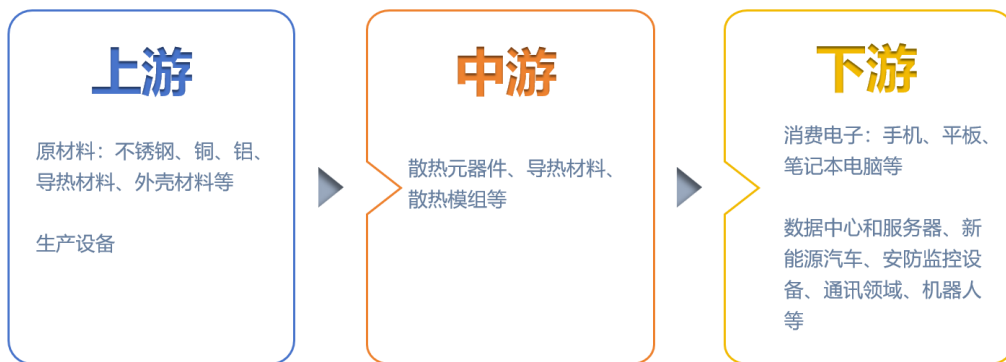 上游
原材料：不锈钢、铜、铝、
导热材料、外壳材料等
生产设备
中游
散热元器件、导热材料、
散热模组等
下游
消费电子：手机、平板、
笔记本电脑等
数据中心和服务器、新
能源汽车、安防监控设
备、通讯领域、机器人
等